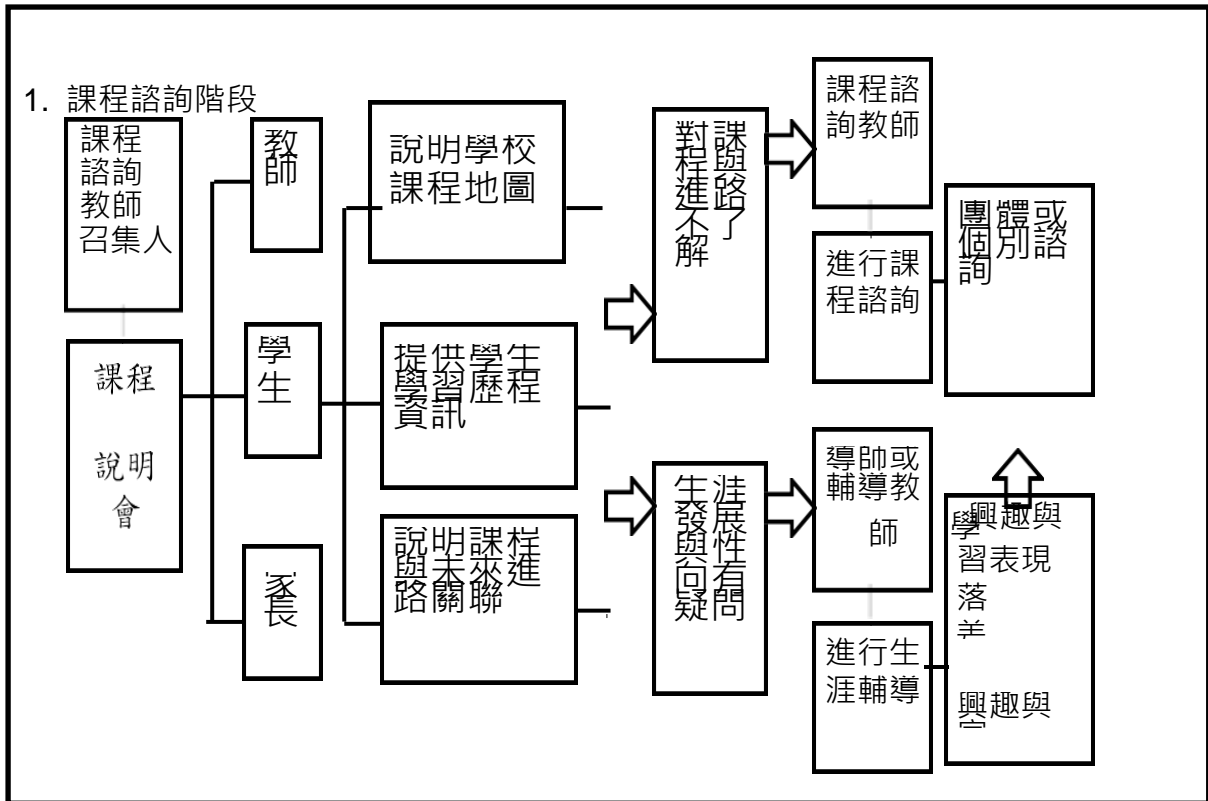 1. 課程諮詢階段
課程
諮詢
教師
召集人
課程
說明
會
教
師
學
生
家
長
說明學校
課程地圖
提供學生
學習歷程
資訊
說明課程
與未來進
路關聯
對課
程與
進路
不了
解
生涯
發展
與性
向有
疑問
課程諮
詢教師
進行課
程諮詢
團體或
個別諮
詢
導師或
輔導教
師
進行生
涯輔導
興趣與
學
習表現
落
差
興趣與